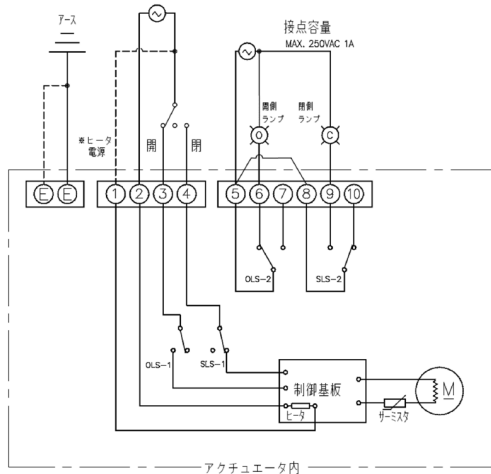 アース
接点容量
MAX. 250VAC 1A
開側
ランプ
閉側
ランプ
O
C
※ヒータ
電源
開
閉
E E
1 2 3 4
5 6 7 8 9 10
OLS-2
SLS-2
OLS-1
SLS-1
制御基板
ヒータ
サーミスタ
M
アクチュエータ内